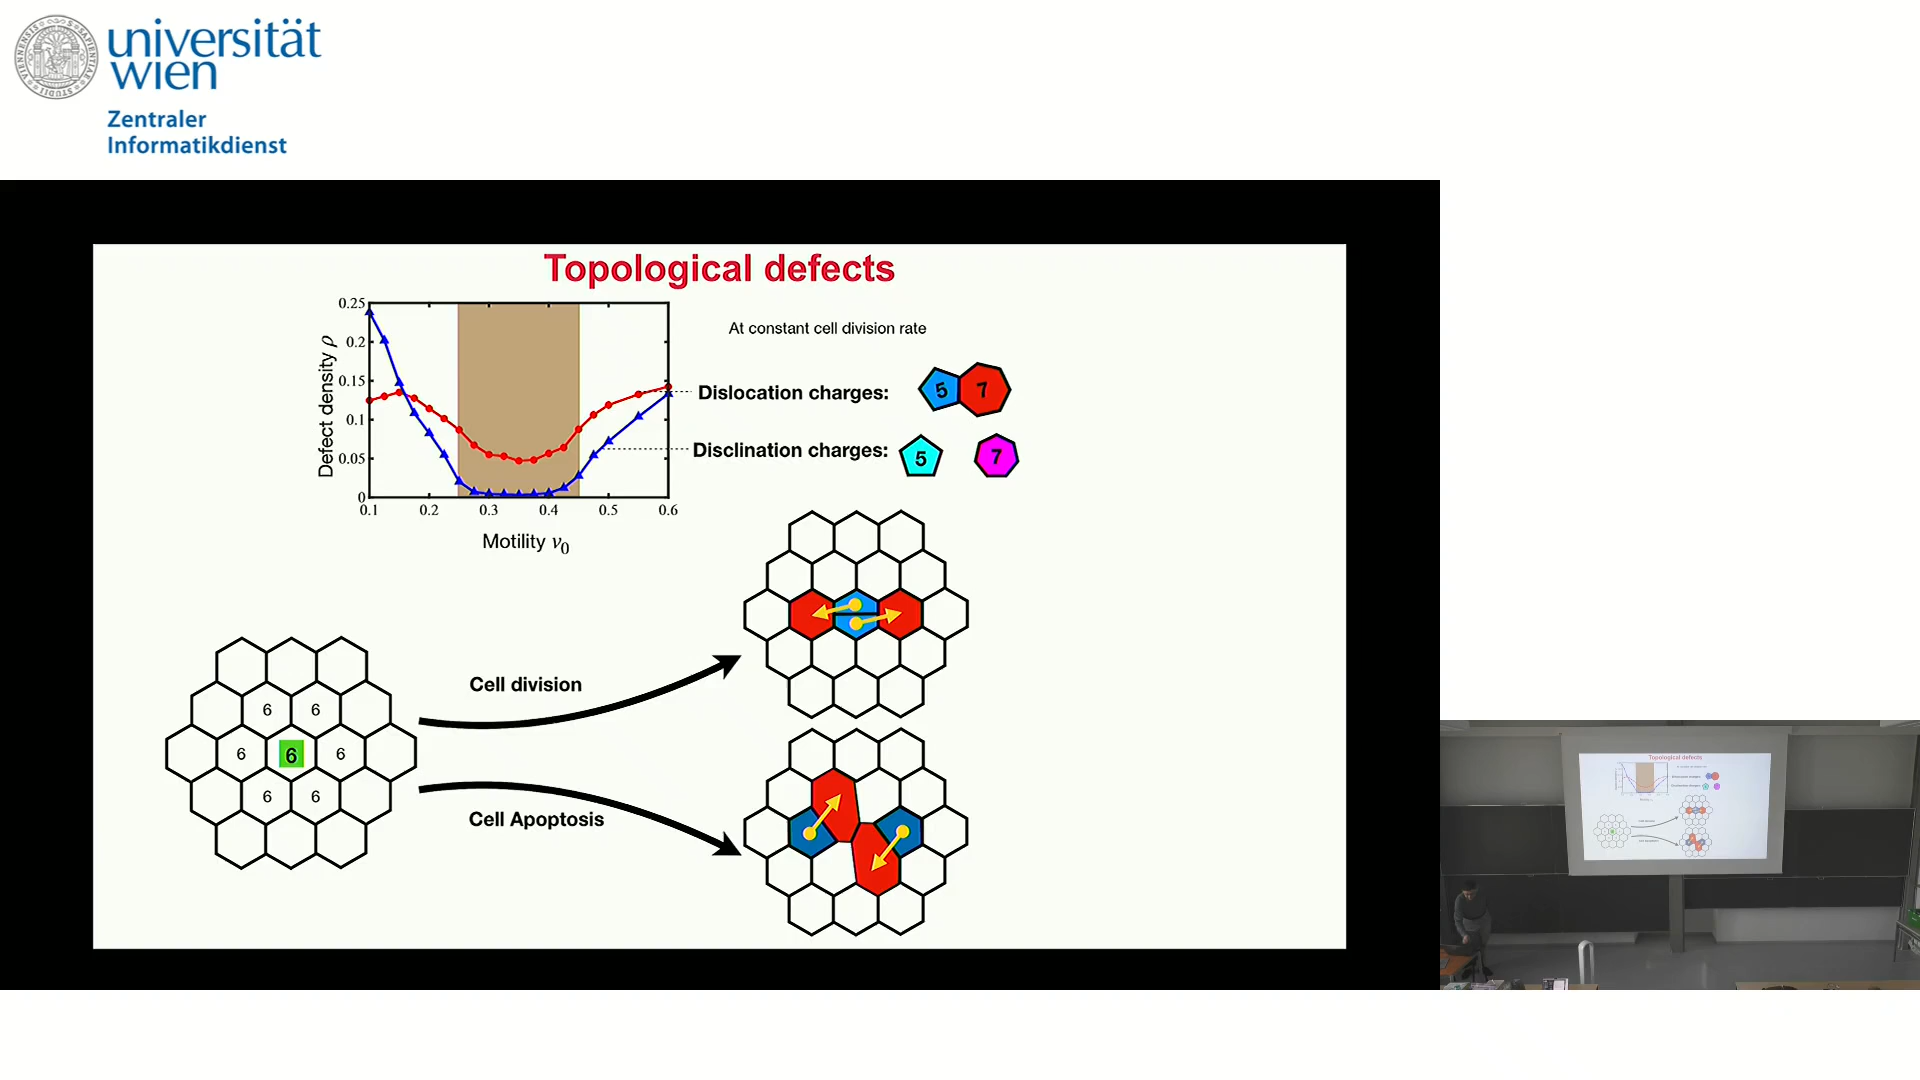 universität
wien
Zentraler
Informatikdienst
Topological defects
At constant cell division rate
Defect density ρ
0.25
0.2
0.15
0.1
0.05
0
0.1 0.2 0.3 0.4 0.5 0.6
Motility v0
Dislocation charges: 5 7
Disclination charges: 5 7
Cell division
6 6
6 6 6
6 6
Cell Apoptosis
Topological defects